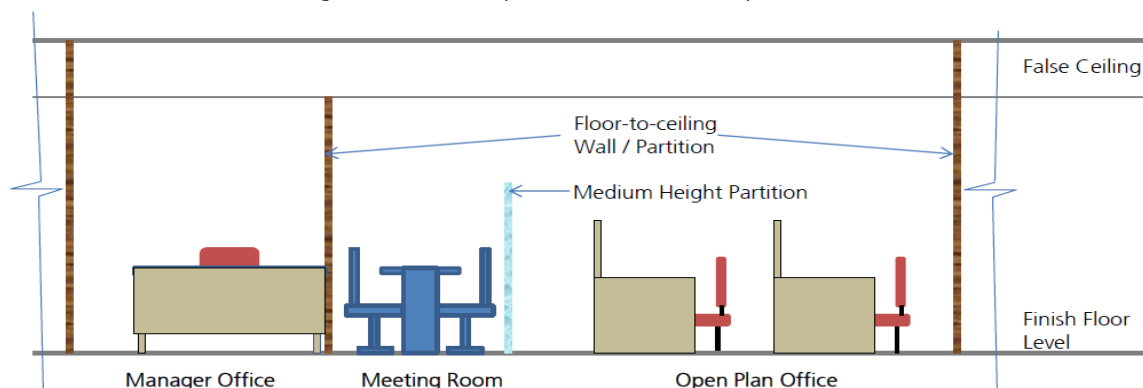 False Ceiling
Floor-to-ceiling
Wall / Partition
Medium Height Partition
Finish Floor
Level
Manager Office
Meeting Room
Open Plan Office